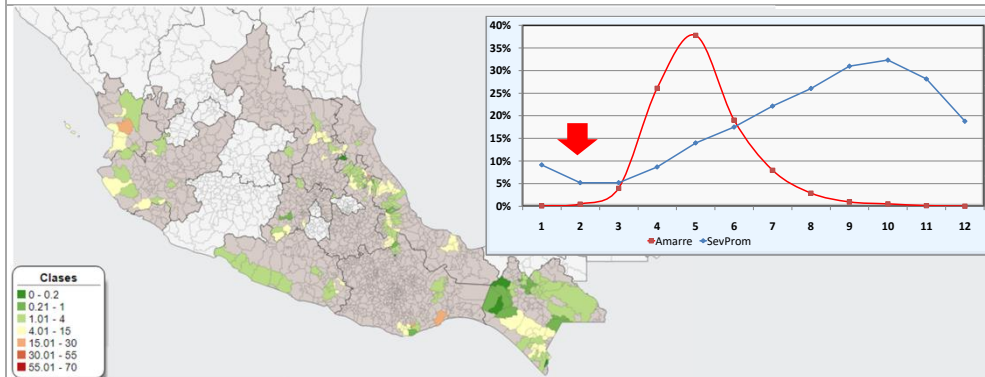 40%
35%
30%
25%
20%
15%
10%
5%
0%
1 2 3 4 5 6 7 8 9 10 11 12
Amarre SevProm
Clases
0 - 0.2
0.21 - 1
1.01 - 4
4.01 - 15
15.01 - 30
30.01 - 55
55.01 - 70